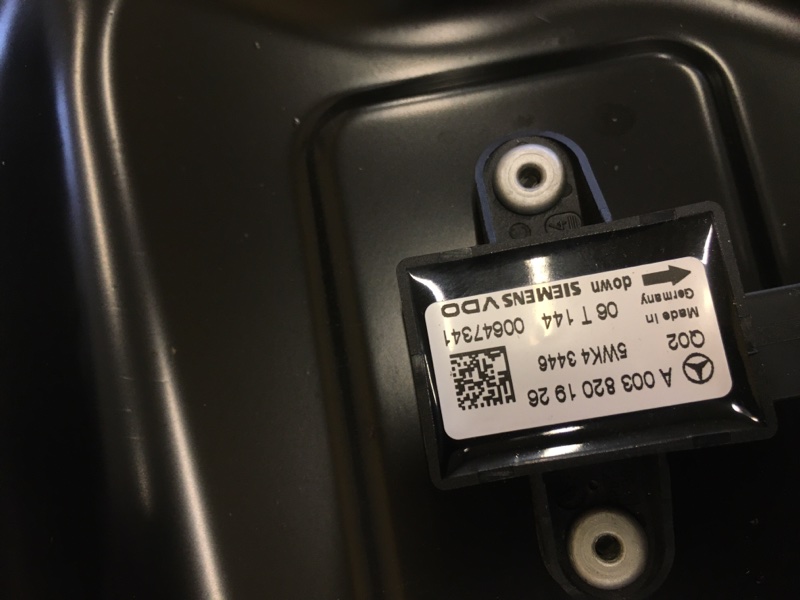 A 003 820 19 26
Q02 5WK4 3446
Made in
Germany 06 T 144 00647341
down SIEMENS VDO